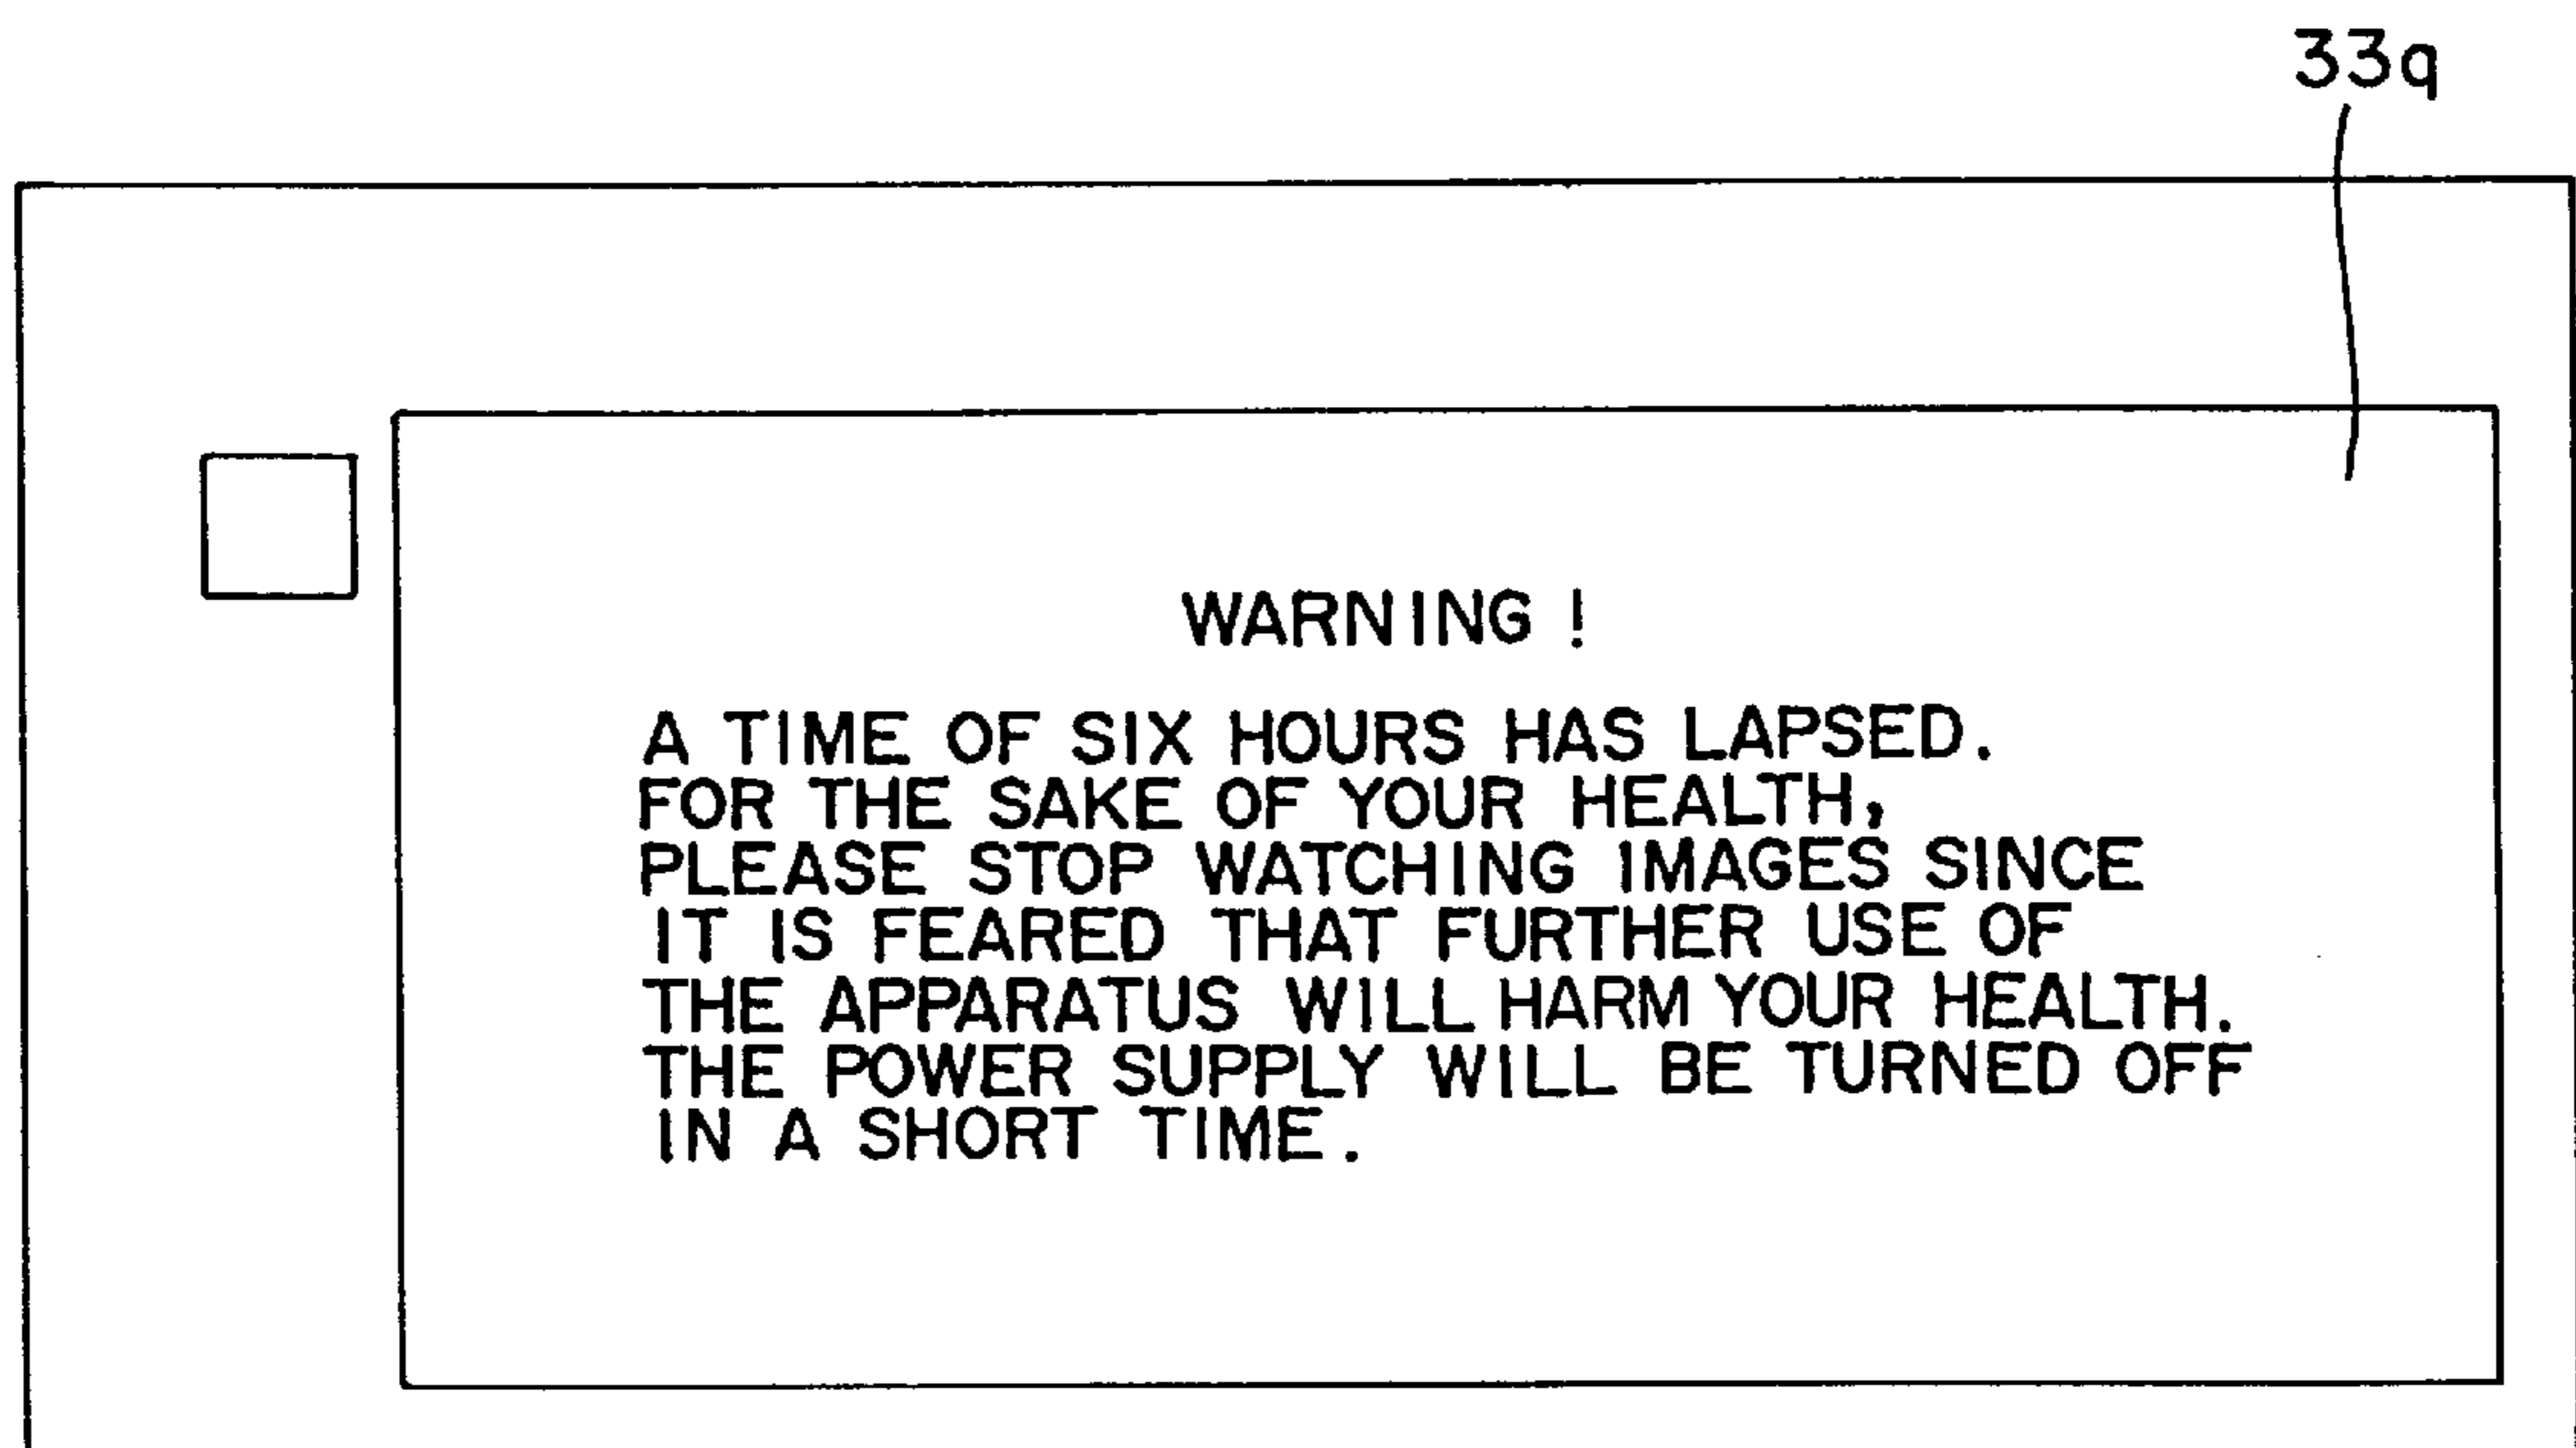 33q
WARNING !
A TIME OF SIX HOURS HAS LAPSED.
FOR THE SAKE OF YOUR HEALTH,
PLEASE STOP WATCHING IMAGES SINCE
IT IS FEARED THAT FURTHER USE OF
THE APPARATUS WILL HARM YOUR HEALTH.
THE POWER SUPPLY WILL BE TURNED OFF
IN A SHORT TIME.